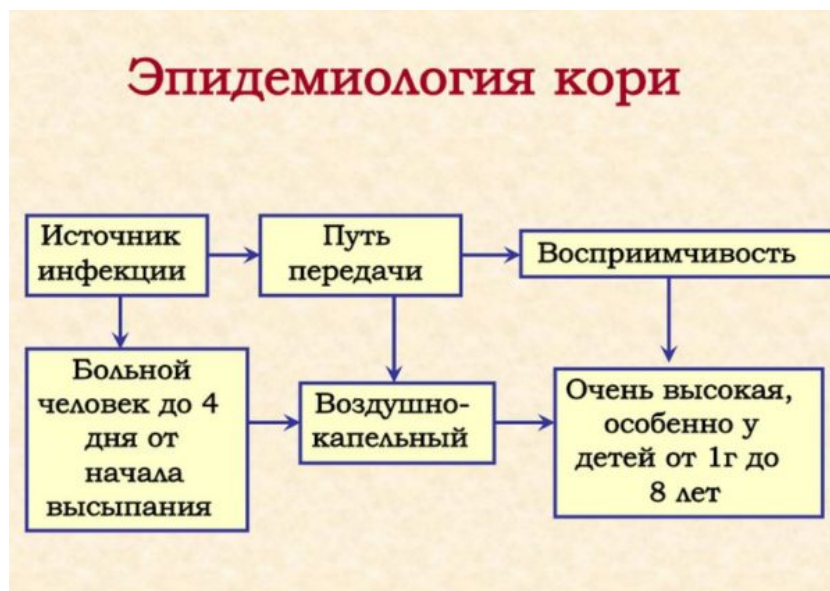 Эпидемиология кори
Источник
инфекции
Путь
передачи
Восприимчивость
Больной
человек до 4
дня от
начала
высыпания
Воздушно-
капельный
Очень высокая,
особенно у
детей от 1г до
8 лет